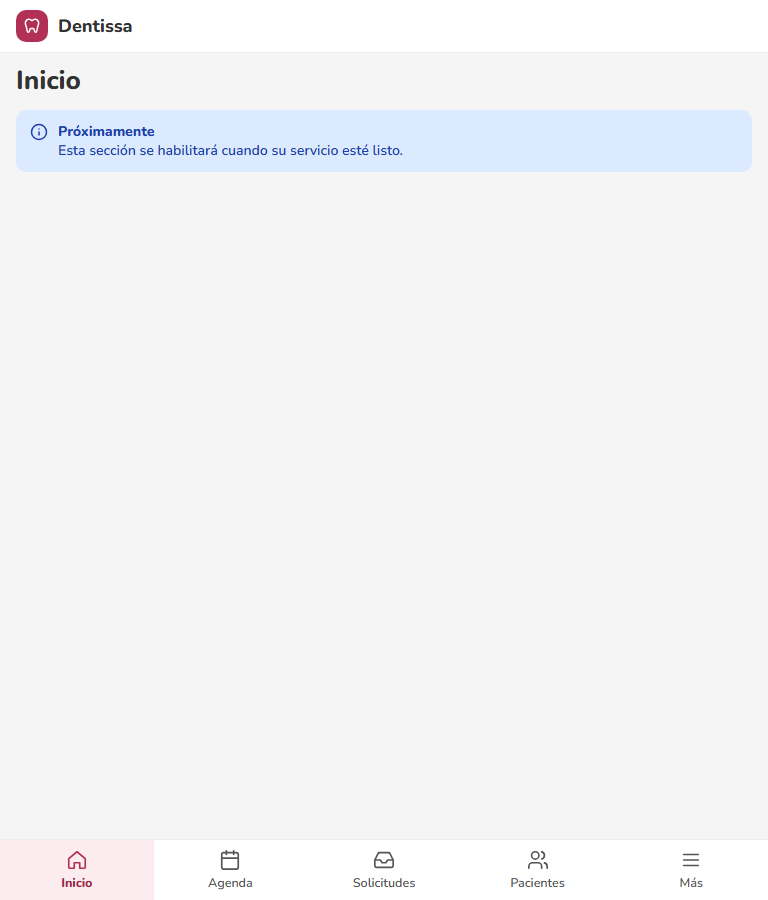 Dentissa
Inicio
Próximamente
Esta sección se habilitará cuando su servicio esté listo.
Inicio
Agenda
Solicitudes
Pacientes
Más